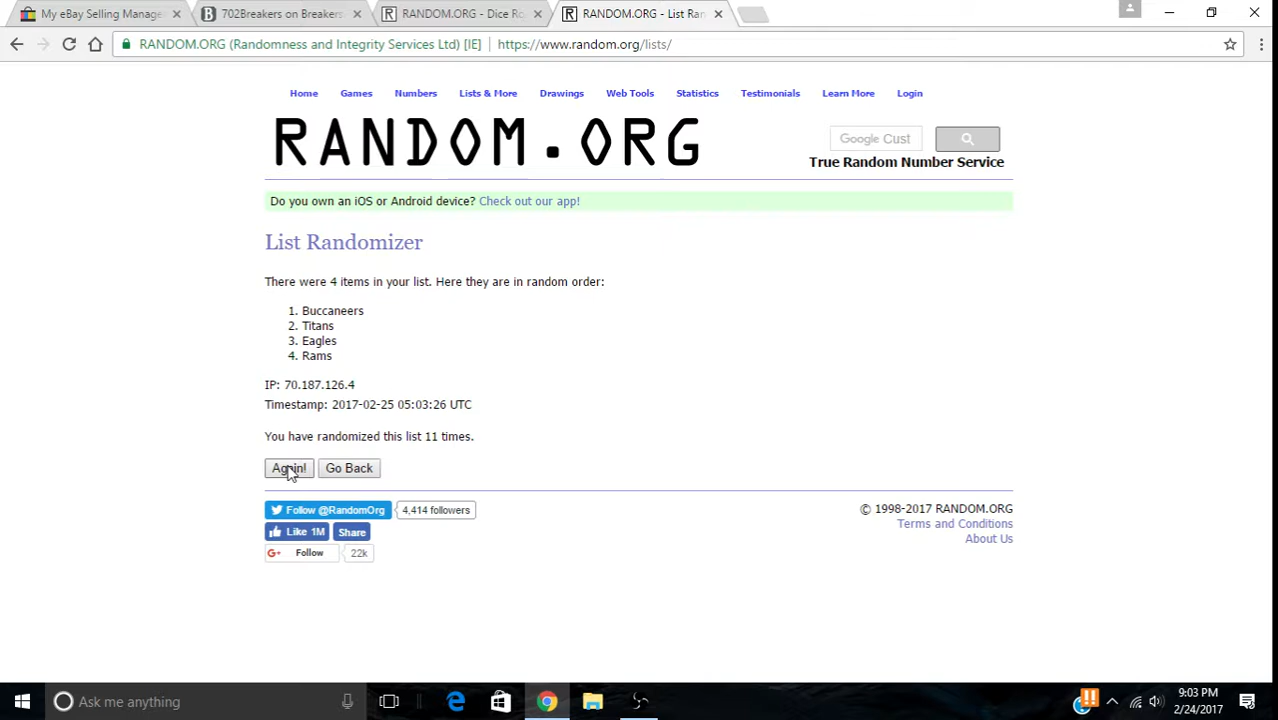 My eBay Selling Manage
702Breakers on Breakers
RANDOM.ORG - Dice Ro
RANDOM.ORG - List Ran
RANDOM.ORG (Randomness and Integrity Services Ltd) [IE]
https://www.random.org/lists/
Home Games Numbers Lists & More Drawings Web Tools Statistics Testimonials Learn More Login
RANDOM.ORG
Google Cust
True Random Number Service
Do you own an iOS or Android device? Check out our app!
List Randomizer
There were 4 items in your list. Here they are in random order:
1. Buccaneers
2. Titans
3. Eagles
4. Rams
IP: 70.187.126.4
Timestamp: 2017-02-25 05:03:26 UTC
You have randomized this list 11 times.
Again! Go Back
Follow @RandomOrg 4,414 followers
Like 1M Share
G+ Follow 22k
© 1998-2017 RANDOM.ORG
Terms and Conditions
About Us
Ask me anything
9:03 PM
2/24/2017